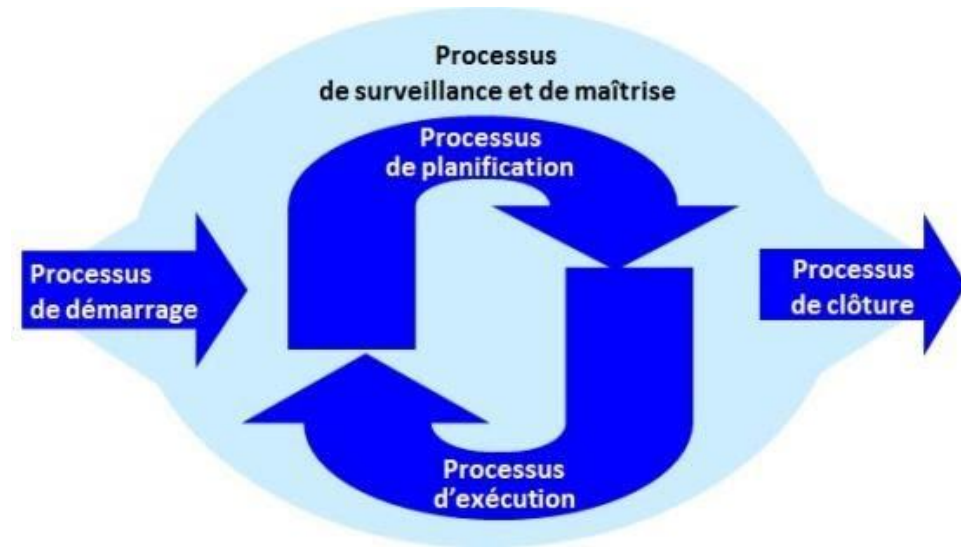 Processus
de surveillance et de maîtrise
Processus
de planification
Processus
de démarrage
Processus
de clôture
Processus
d'exécution